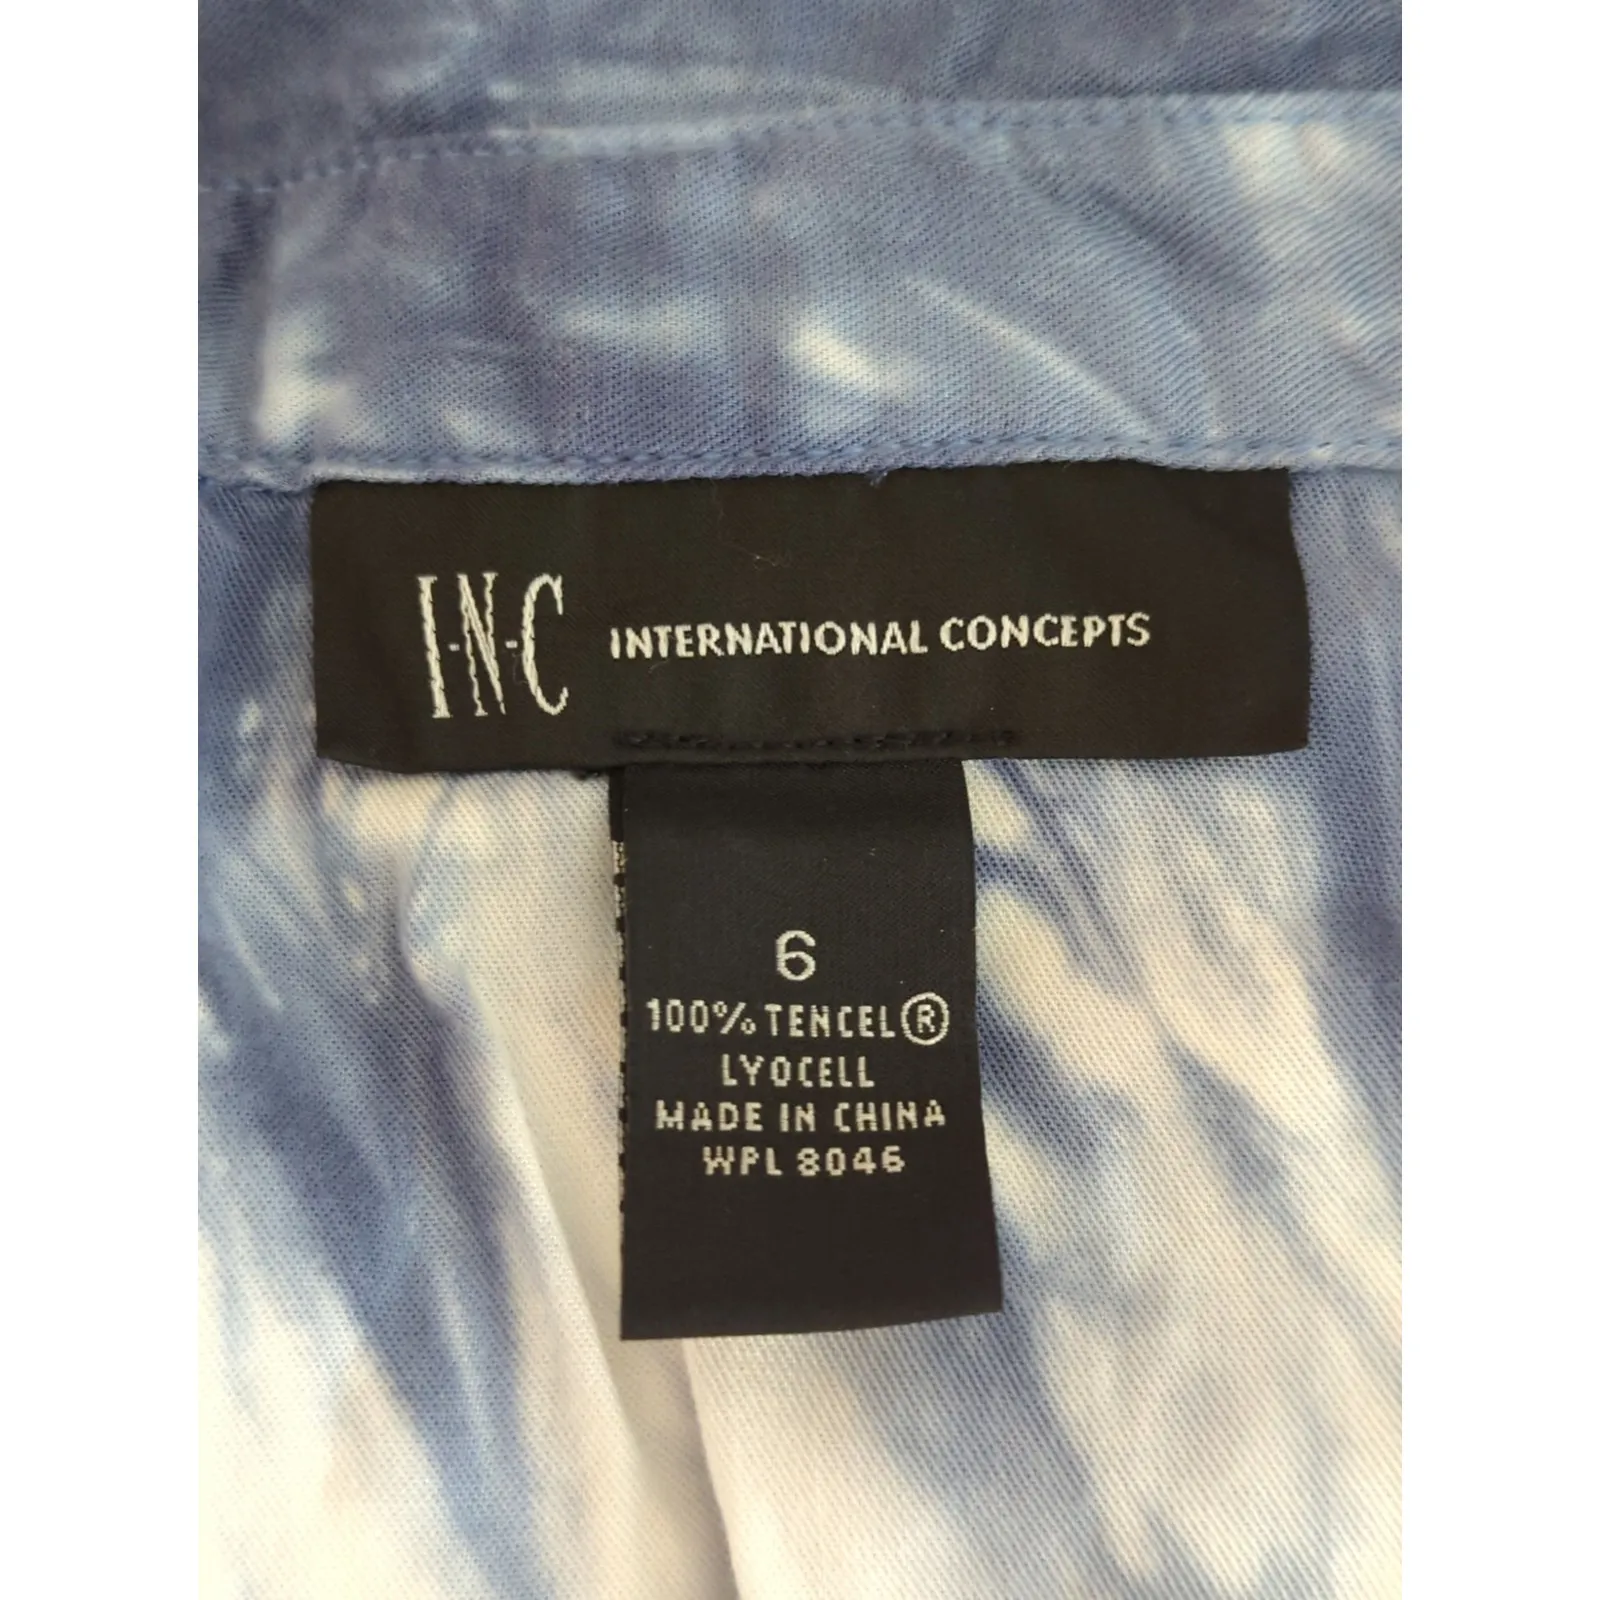 I-N-C INTERNATIONAL CONCEPTS
6
100% TENCEL®
LYOCELL
MADE IN CHINA
WPL 8046